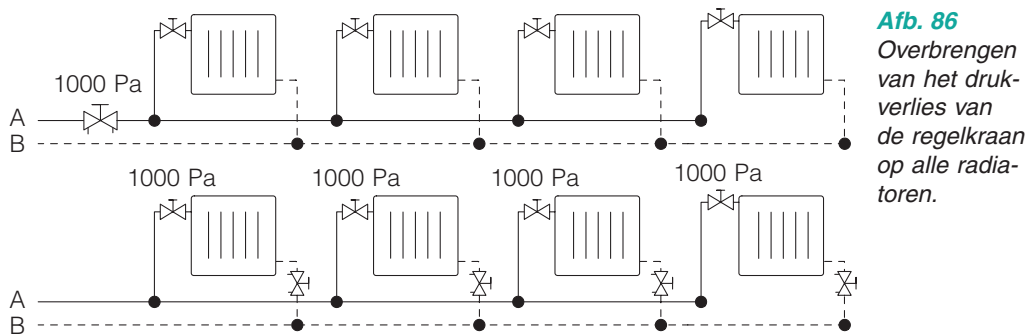 Afb. 86
Overbrengen
van het druk-
verlies van
de regelkraan
op alle radia-
toren.
1000 Pa
A
B
1000 Pa 1000 Pa 1000 Pa 1000 Pa
A
B